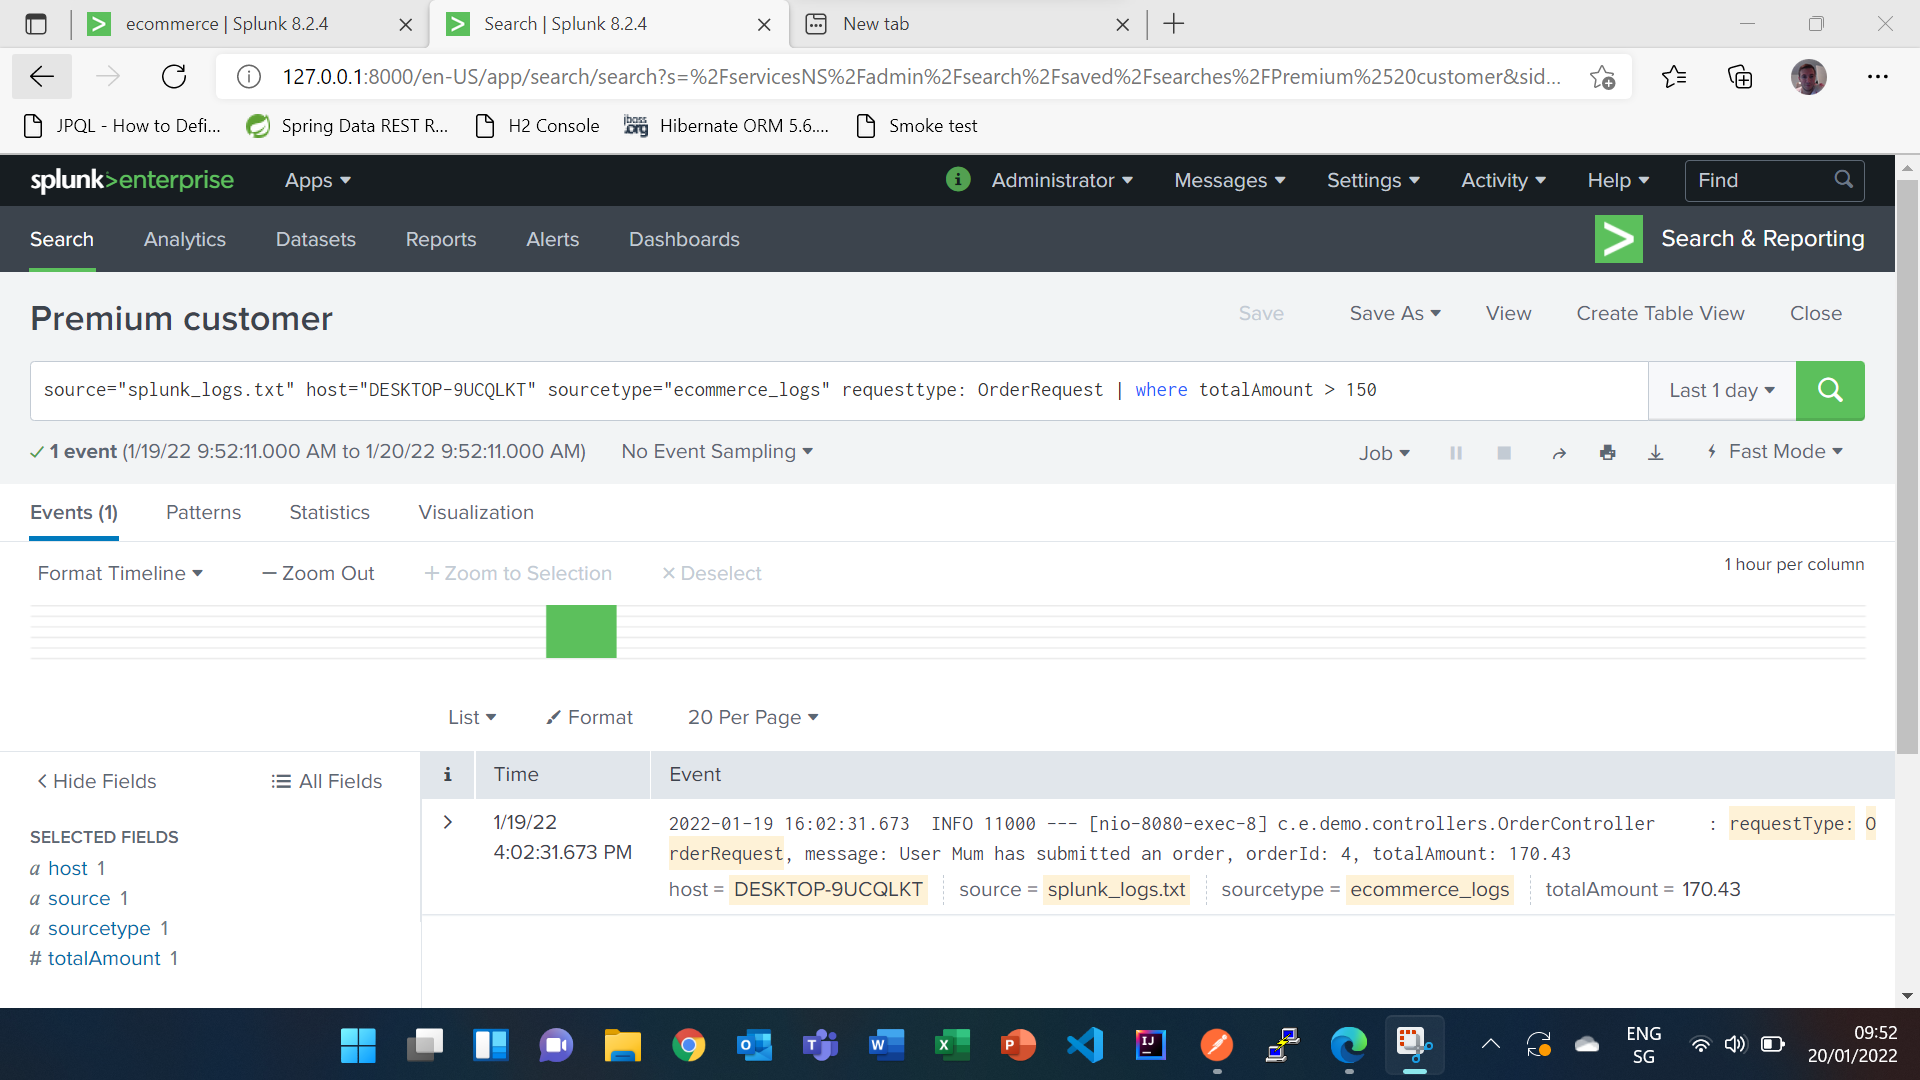 ecommerce | Splunk 8.2.4
Search | Splunk 8.2.4
New tab
127.0.0.1:8000/en-US/app/search/search?s=%2FservicesNS%2Fadmin%2Fsearch%2Fsaved%2Fsearches%2FPremium%2520customer&sid...
JPQL - How to Defi... Spring Data REST R... H2 Console Hibernate ORM 5.6.... Smoke test
splunk>enterprise Apps Administrator Messages Settings Activity Help Find
Search Analytics Datasets Reports Alerts Dashboards Search & Reporting
Premium customer Save Save As View Create Table View Close
source="splunk_logs.txt" host="DESKTOP-9UCQLKT" sourcetype="ecommerce_logs" requesttype: OrderRequest | where totalAmount > 150 Last 1 day
1 event (1/19/22 9:52:11.000 AM to 1/20/22 9:52:11.000 AM) No Event Sampling Job Fast Mode
Events (1) Patterns Statistics Visualization
Format Timeline Zoom Out Zoom to Selection Deselect 1 hour per column
List Format 20 Per Page
Hide Fields All Fields
i Time Event
SELECTED FIELDS
a host 1
a source 1
a sourcetype 1
# totalAmount 1
1/19/22
4:02:31.673 PM
2022-01-19 16:02:31.673 INFO 11000 --- [nio-8080-exec-8] c.e.demo.controllers.OrderController : requestType: O
rderRequest, message: User Mum has submitted an order, orderId: 4, totalAmount: 170.43
host = DESKTOP-9UCQLKT source = splunk_logs.txt sourcetype = ecommerce_logs totalAmount = 170.43
ENG
SG
09:52
20/01/2022